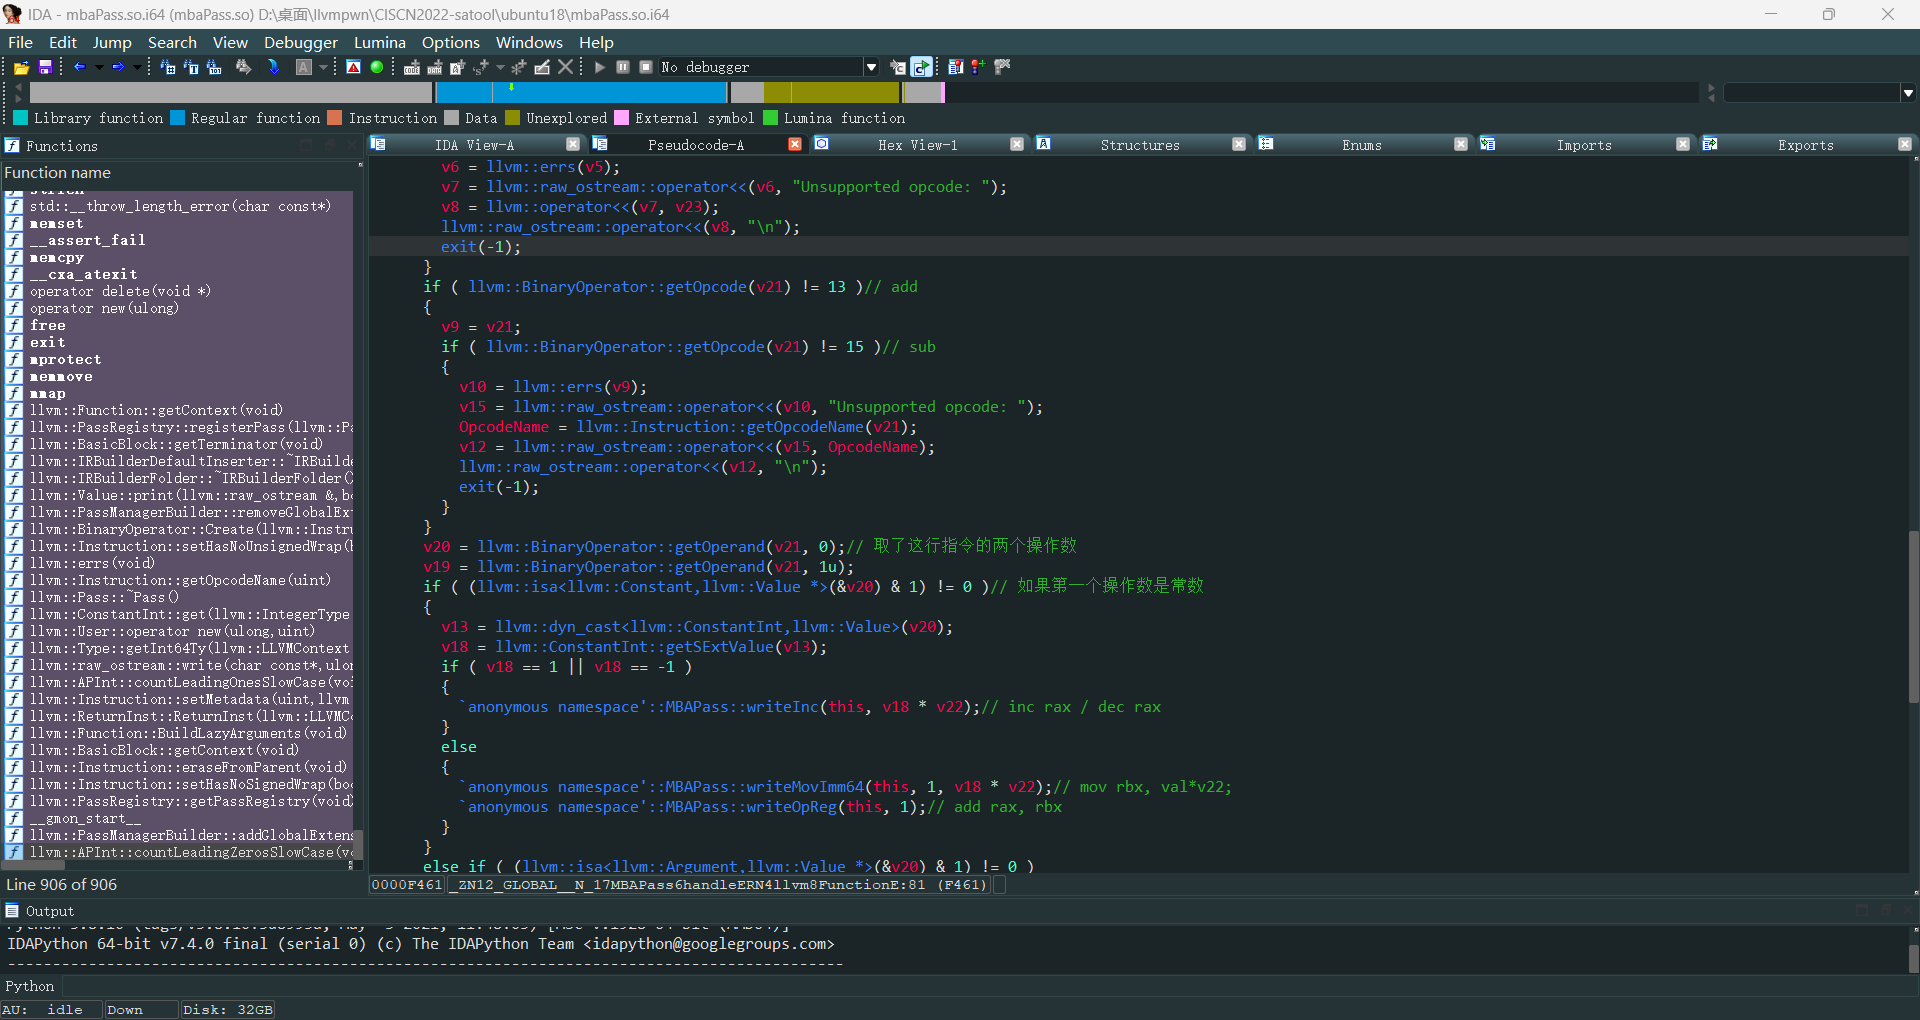 IDA - mbaPass.so.i64 (mbaPass.so) D:\桌面\llvmpwn\CISCN2022-satool\ubuntu18\mbaPass.so.i64
File Edit Jump Search View Debugger Lumina Options Windows Help
No debugger
Library function Regular function Instruction Data Unexplored External symbol Lumina function
Functions
Function name
std::__throw_length_error(char const*)
memset
__assert_fail
memcpy
__cxa_atexit
operator delete(void *)
operator new(ulong)
free
exit
mprotect
memmove
mmap
llvm::Function::getContext(void)
llvm::PassRegistry::registerPass(llvm::Pa
llvm::BasicBlock::getTerminator(void)
llvm::IRBuilderDefaultInserter::~IRBuilde
llvm::IRBuilderFolder::~IRBuilderFolder()
llvm::Value::print(llvm::raw_ostream &,bo
llvm::PassManagerBuilder::removeGlobalEx
llvm::BinaryOperator::Create(llvm::Instru
llvm::Instruction::setHasNoUnsignedWrap(b
llvm::errs(void)
llvm::Instruction::getOpcodeName(uint)
llvm::Pass::~Pass()
llvm::ConstantInt::get(llvm::IntegerType
llvm::User::operator new(ulong,uint)
llvm::Type::getInt64Ty(llvm::LLVMContext
llvm::raw_ostream::write(char const*,ulon
llvm::APInt::countLeadingOnesSlowCase(voi
llvm::Instruction::setMetadata(uint,llvm
llvm::ReturnInst::ReturnInst(llvm::LLVMCo
llvm::Function::BuildLazyArguments(void)
llvm::BasicBlock::getContext(void)
llvm::Instruction::eraseFromParent(void)
llvm::Instruction::setHasNoSignedWrap(boo
llvm::PassRegistry::getPassRegistry(void)
__gmon_start__
llvm::PassManagerBuilder::addGlobalExtens
llvm::APInt::countLeadingZerosSlowCase(vo
Line 906 of 906
IDA View-A Pseudocode-A Hex View-1 Structures Enums Imports Exports
v6 = llvm::errs(v5);
v7 = llvm::raw_ostream::operator<<(v6, "Unsupported opcode: ");
v8 = llvm::operator<<(v7, v23);
llvm::raw_ostream::operator<<(v8, "\n");
exit(-1);
}
if ( llvm::BinaryOperator::getOpcode(v21) != 13 )// add
{
v9 = v21;
if ( llvm::BinaryOperator::getOpcode(v21) != 15 )// sub
{
v10 = llvm::errs(v9);
v15 = llvm::raw_ostream::operator<<(v10, "Unsupported opcode: ");
OpcodeName = llvm::Instruction::getOpcodeName(v21);
v12 = llvm::raw_ostream::operator<<(v15, OpcodeName);
llvm::raw_ostream::operator<<(v12, "\n");
exit(-1);
}
}
v20 = llvm::BinaryOperator::getOperand(v21, 0);// 取了这行指令的两个操作数
v19 = llvm::BinaryOperator::getOperand(v21, 1u);
if ( (llvm::isa<llvm::Constant,llvm::Value *>(&v20) & 1) != 0 )// 如果第一个操作数是常数
{
v13 = llvm::dyn_cast<llvm::ConstantInt,llvm::Value>(v20);
v18 = llvm::ConstantInt::getSExtValue(v13);
if ( v18 == 1 || v18 == -1 )
{
`anonymous namespace'::MBAPass::writeInc(this, v18 * v22);// inc rax / dec rax
}
else
{
`anonymous namespace'::MBAPass::writeMovImm64(this, 1, v18 * v22);// mov rbx, val*v22;
`anonymous namespace'::MBAPass::writeOpReg(this, 1);// add rax, rbx
}
}
else if ( (llvm::isa<llvm::Argument,llvm::Value *>(&v20) & 1) != 0 )
0000F461 _ZN12_GLOBAL__N_17MBAPass6handleERN4llvm8FunctionE:81 (F461)
Output
IDAPython 64-bit v7.4.0 final (serial 0) (c) The IDAPython Team <idapython@googlegroups.com>
Python
AU: idle Down Disk: 32GB